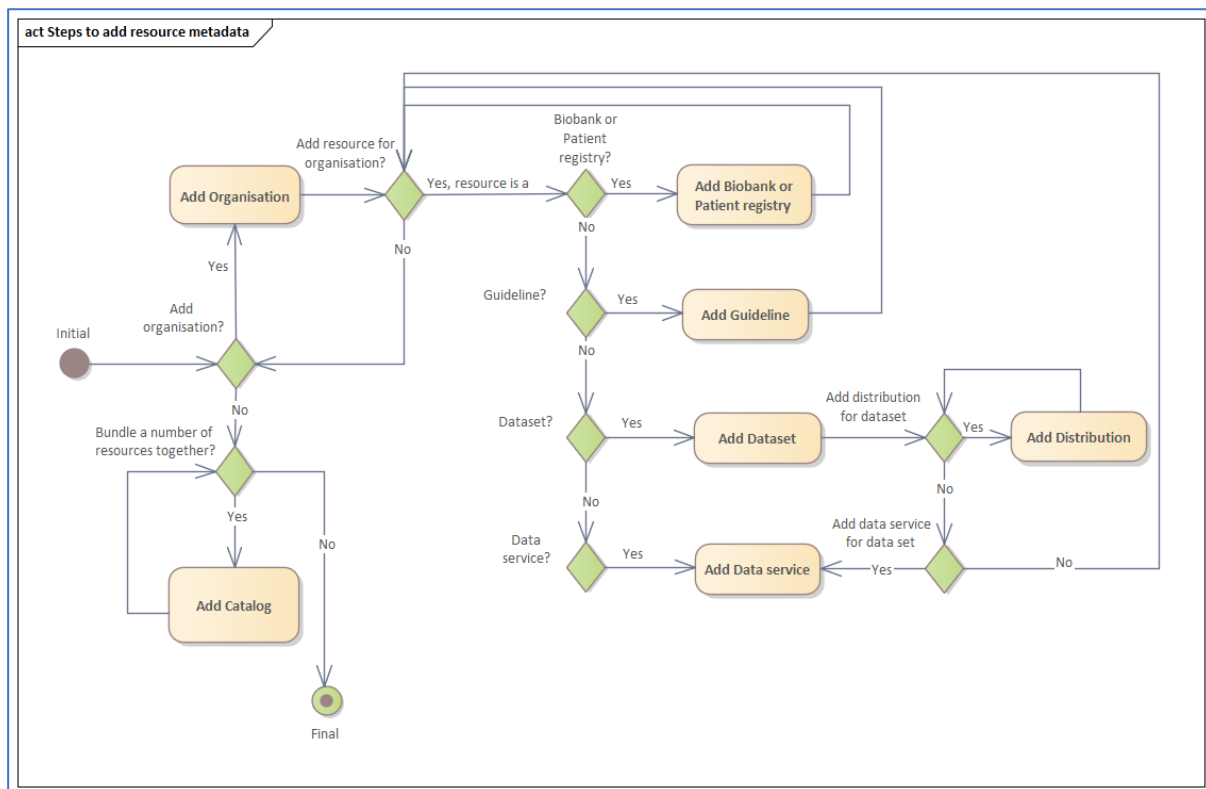 act Steps to add resource metadata
Biobank or
Patient
registry?
Add resource for
organisation?
Add Organisation
Yes, resource is a
Yes
Add Biobank or
Patient registry
No
No
Yes
Guideline?
Yes
Add Guideline
Add
organisation?
Initial
No
No
Add distribution
for dataset
Bundle a number of
resources together?
Dataset?
Yes
Add Dataset
Yes
Add Distribution
Yes
No
No
No
Data
service?
Yes
Add Data service
Add data service
for data set
Yes
No
Add Catalog
Final